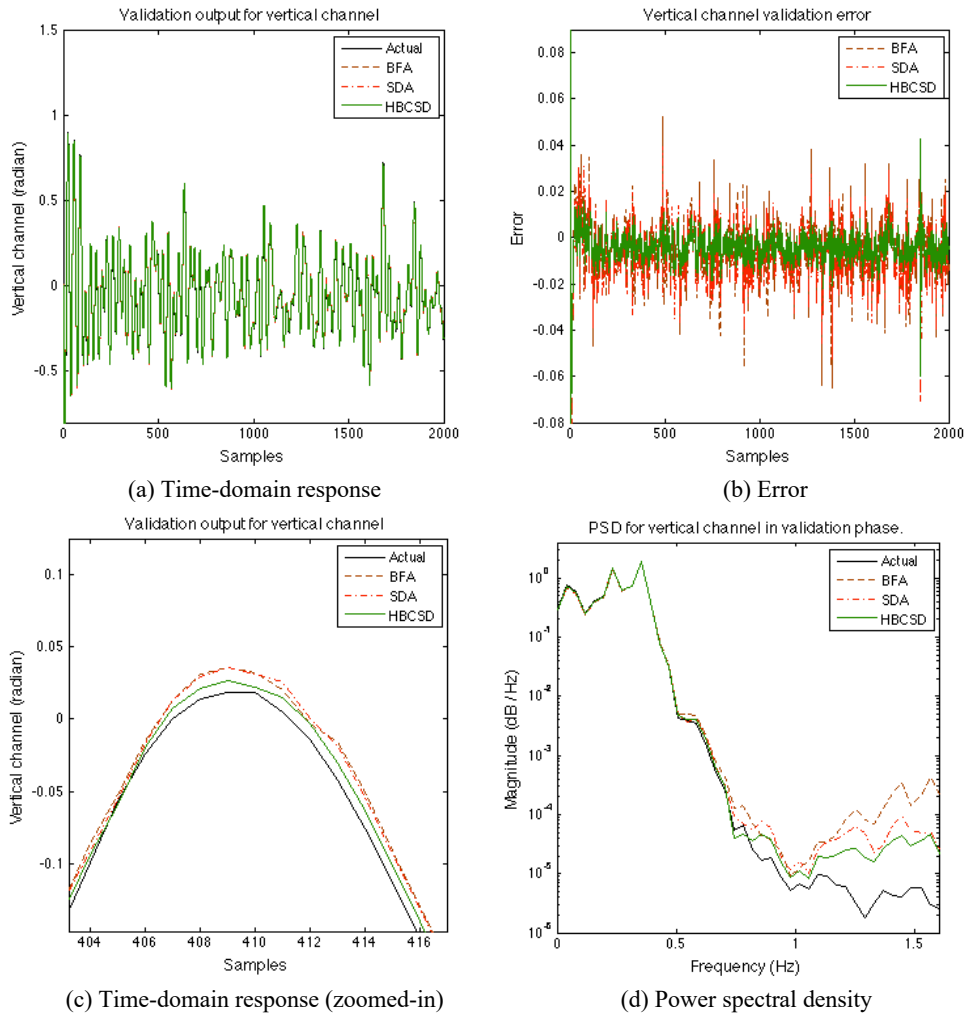 Validation output for vertical channel
1.5
1
0.5
0
-0.5
Vertical channel (radian)
Actual
BFA
SDA
HBCSD
0
500
1000
1500
2000
Samples
(a) Time-domain response
Vertical channel validation error
0.08
0.06
0.04
0.02
0
-0.02
-0.04
-0.06
-0.08
Error
BFA
SDA
HBCSD
0
500
1000
1500
2000
Samples
(b) Error
Validation output for vertical channel
0.1
0.05
0
-0.05
-0.1
Vertical channel (radian)
Actual
BFA
SDA
HBCSD
404
406
408
410
412
414
416
Samples
(c) Time-domain response (zoomed-in)
PSD for vertical channel in validation phase.
10⁰
10⁻¹
10⁻²
10⁻³
10⁻⁴
10⁻⁵
10⁻⁶
Magnitude (dB / Hz)
Actual
BFA
SDA
HBCSD
0
0.5
1
1.5
Frequency (Hz)
(d) Power spectral density